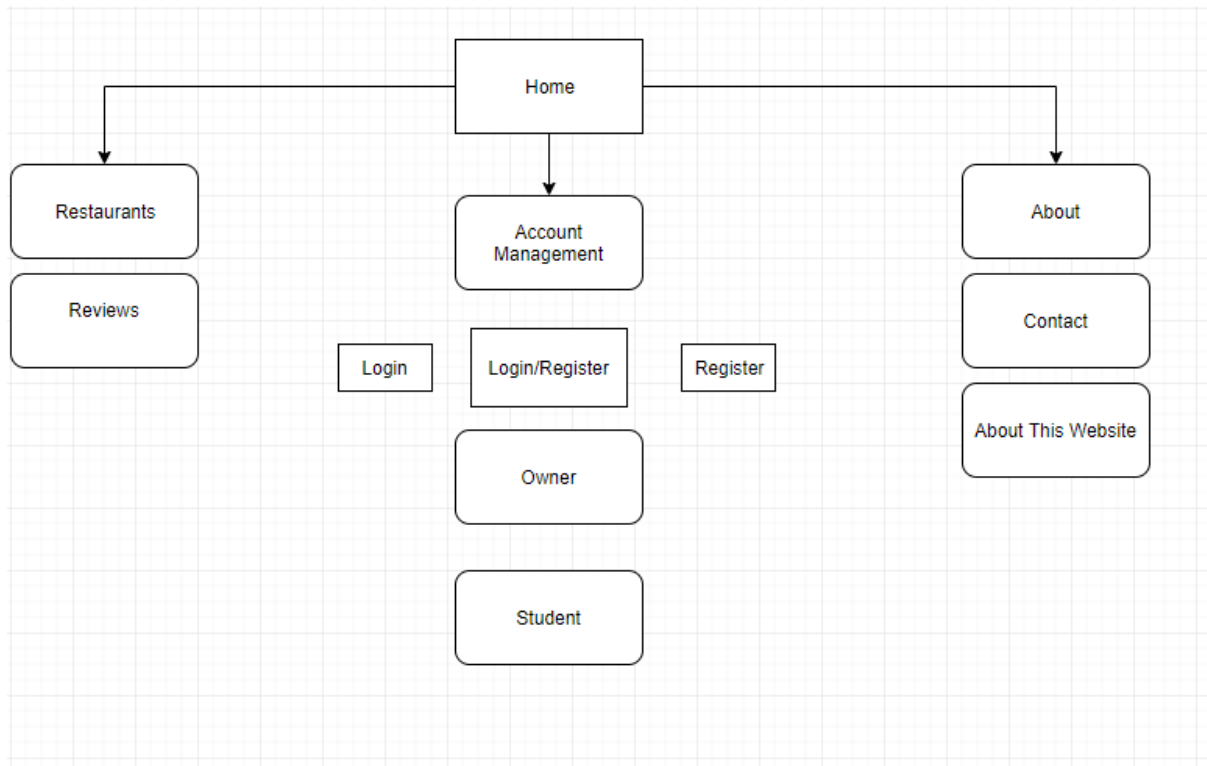 Home
Restaurants
Account
Management
About
Reviews
Contact
Login
Login/Register
Register
About This Website
Owner
Student